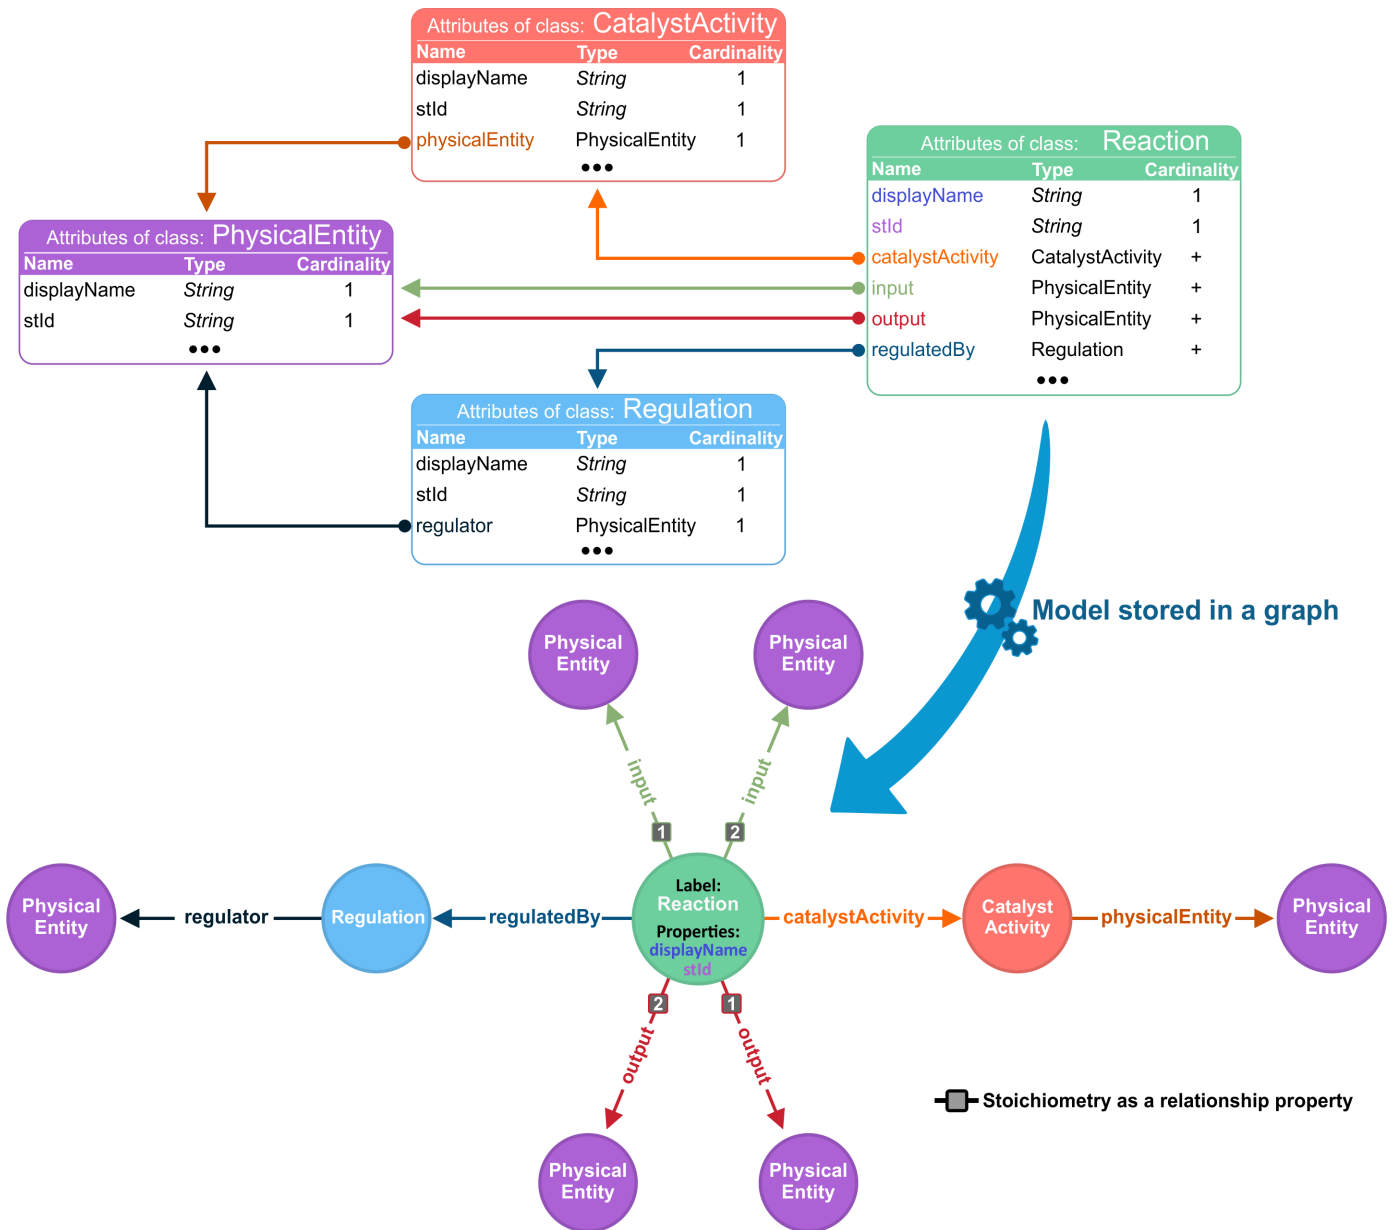 Attributes of class: CatalystActivity
Name Type Cardinality
displayName String 1
stId String 1
physicalEntity PhysicalEntity 1
•••
Attributes of class: Reaction
Name Type Cardinality
displayName String 1
stId String 1
catalystActivity CatalystActivity +
input PhysicalEntity +
output PhysicalEntity +
regulatedBy Regulation +
•••
Attributes of class: PhysicalEntity
Name Type Cardinality
displayName String 1
stId String 1
•••
Attributes of class: Regulation
Name Type Cardinality
displayName String 1
stId String 1
regulator PhysicalEntity 1
•••
Model stored in a graph
Physical
Entity
Physical
Entity
input
input
1
2
Physical
Entity
regulator
Regulation
regulatedBy
Label:
Reaction
Properties:
displayName
stId
catalystActivity
Catalyst
Activity
physicalEntity
Physical
Entity
2
1
output
output
Physical
Entity
Physical
Entity
Stoichiometry as a relationship property